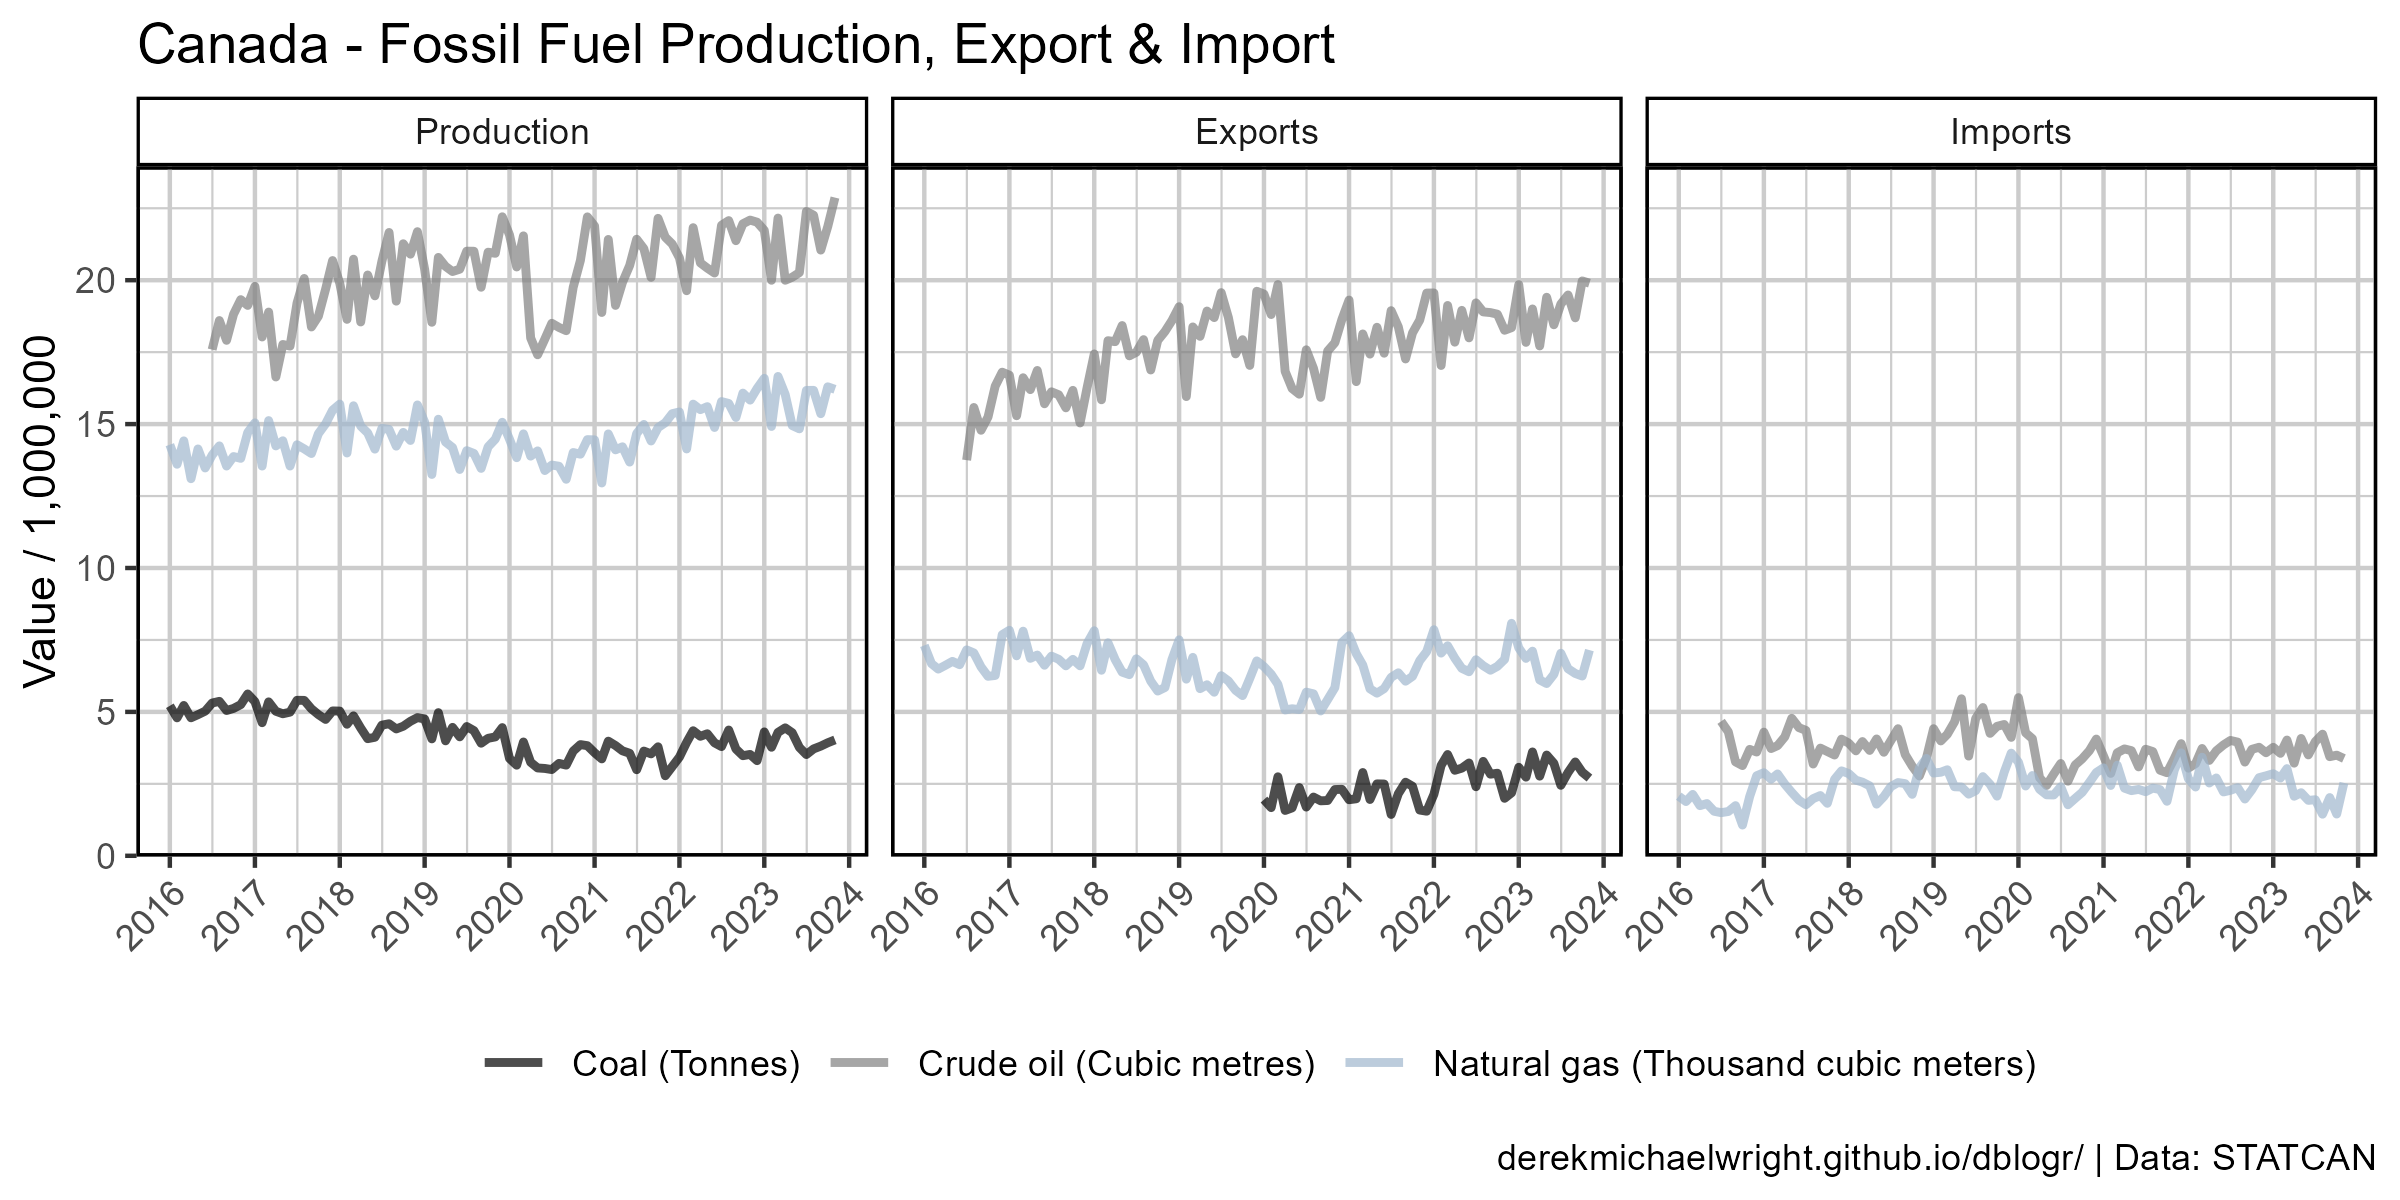 Canada - Fossil Fuel Production, Export & Import
Production
Exports
Imports
Value / 1,000,000
20
15
10
5
0
2016 2017 2018 2019 2020 2021 2022 2023 2024
2016 2017 2018 2019 2020 2021 2022 2023 2024
2016 2017 2018 2019 2020 2021 2022 2023 2024
Coal (Tonnes) Crude oil (Cubic metres) Natural gas (Thousand cubic meters)
derekmichaelwright.github.io/dblogr/ | Data: STATCAN